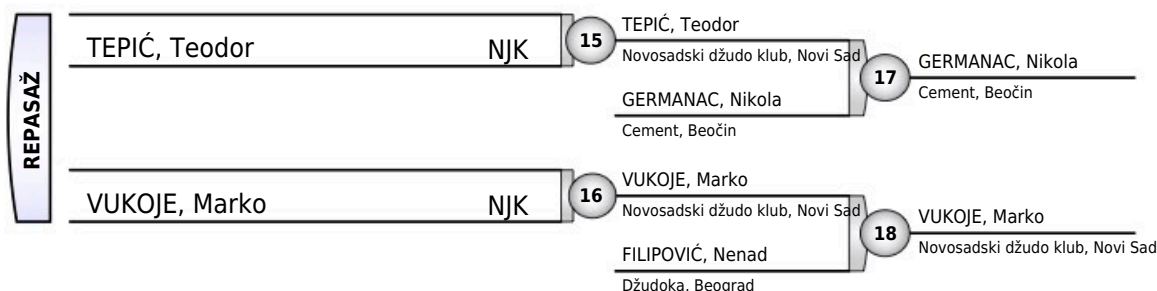 REPASAŽ
TEPIĆ, Teodor NJK
15
TEPIĆ, Teodor
Novosadski džudo klub, Novi Sad
GERMANAC, Nikola
Cement, Beočin
17
GERMANAC, Nikola
Cement, Beočin
VUKOJE, Marko NJK
16
VUKOJE, Marko
Novosadski džudo klub, Novi Sad
FILIPOVIĆ, Nenad
Džudoka, Beograd
18
VUKOJE, Marko
Novosadski džudo klub, Novi Sad